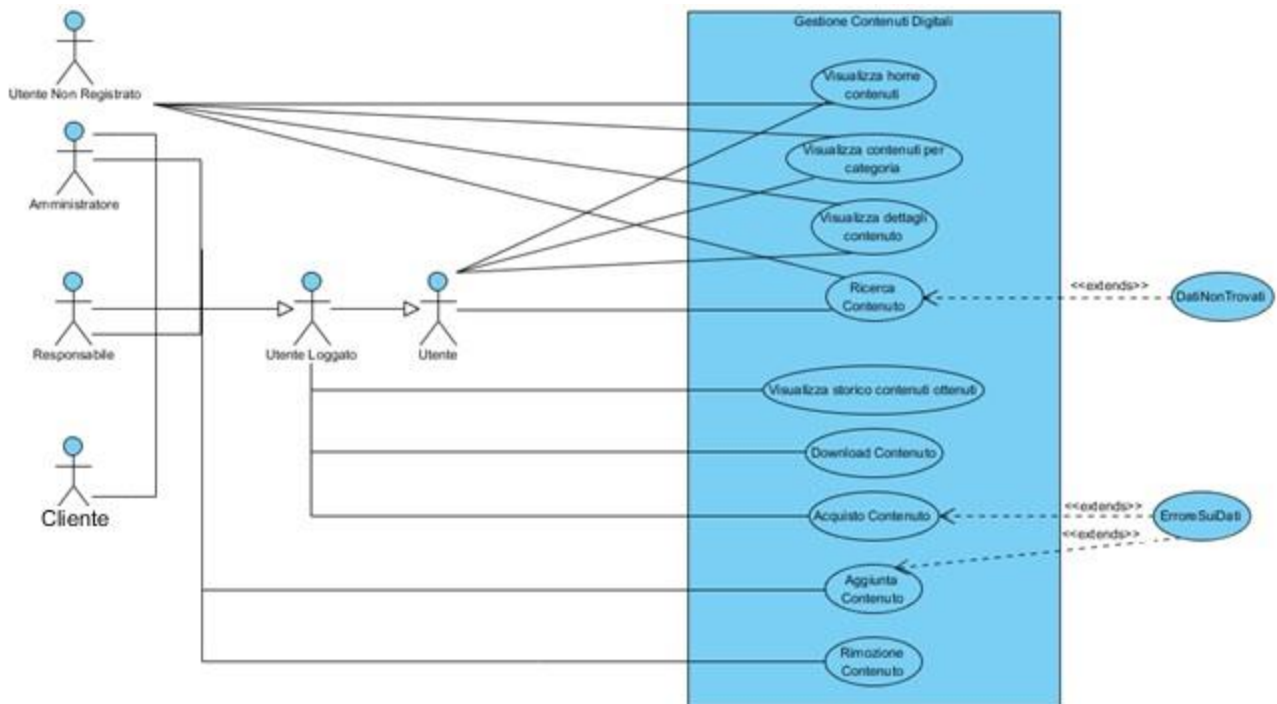 Gestione Contenuti Digitali
Utente Non Registrato
Visualizza home
contenuti
Visualizza contenuti per
categoria
Amministratore
Visualizza dettagli
contenuto
Ricerca
Contenuto
<<extends>>
DatiNonTrovati
Responsabile
Utente Loggato
Utente
Visualizza storico contenuti ottenuti
Download Contenuto
Cliente
Acquisto Contenuto
<<extends>>
ErroreSuiDati
<<extends>>
Aggiunta
Contenuto
Rimozione
Contenuto